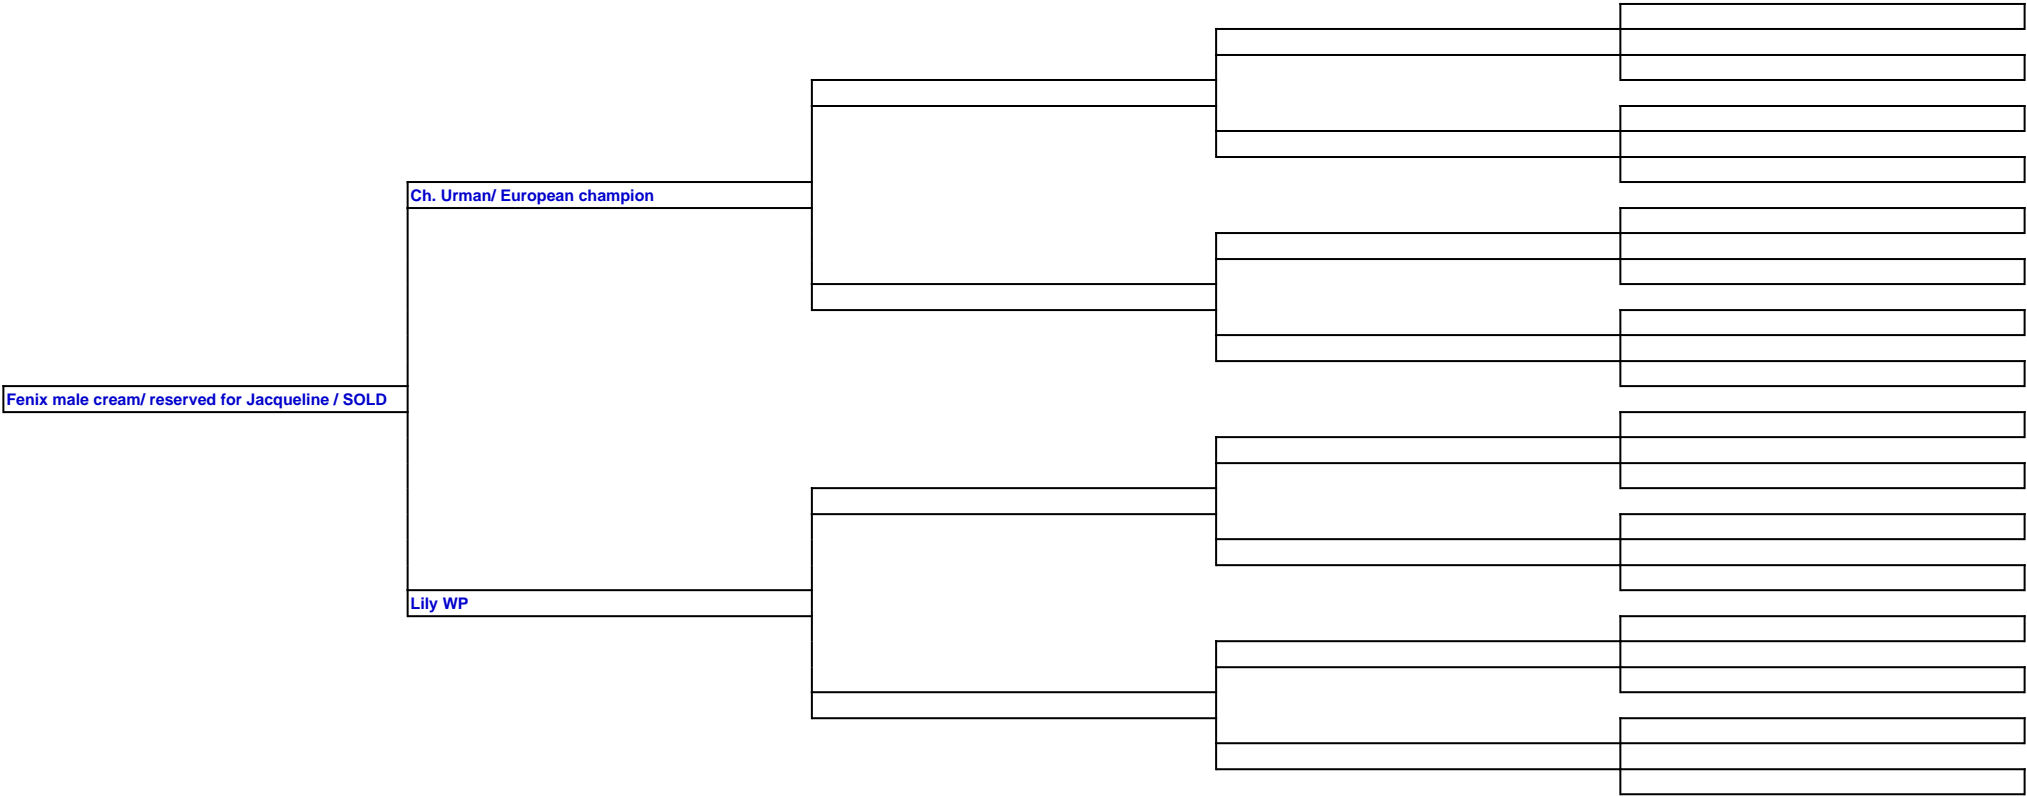 Ch. Urman/ European champion
Fenix male cream/ reserved for Jacqueline / SOLD
Lily WP